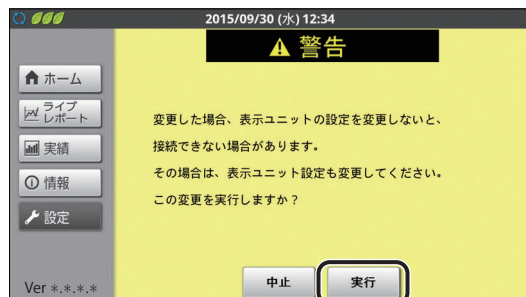 2015/09/30 (水) 12:34
警告
ホーム
ライブ
レポート
実績
情報
設定
変更した場合、表示ユニットの設定を変更しないと、
接続できない場合があります。
その場合は、表示ユニット設定も変更してください。
この変更を実行しますか？
中止
実行
Ver *.*.*.*